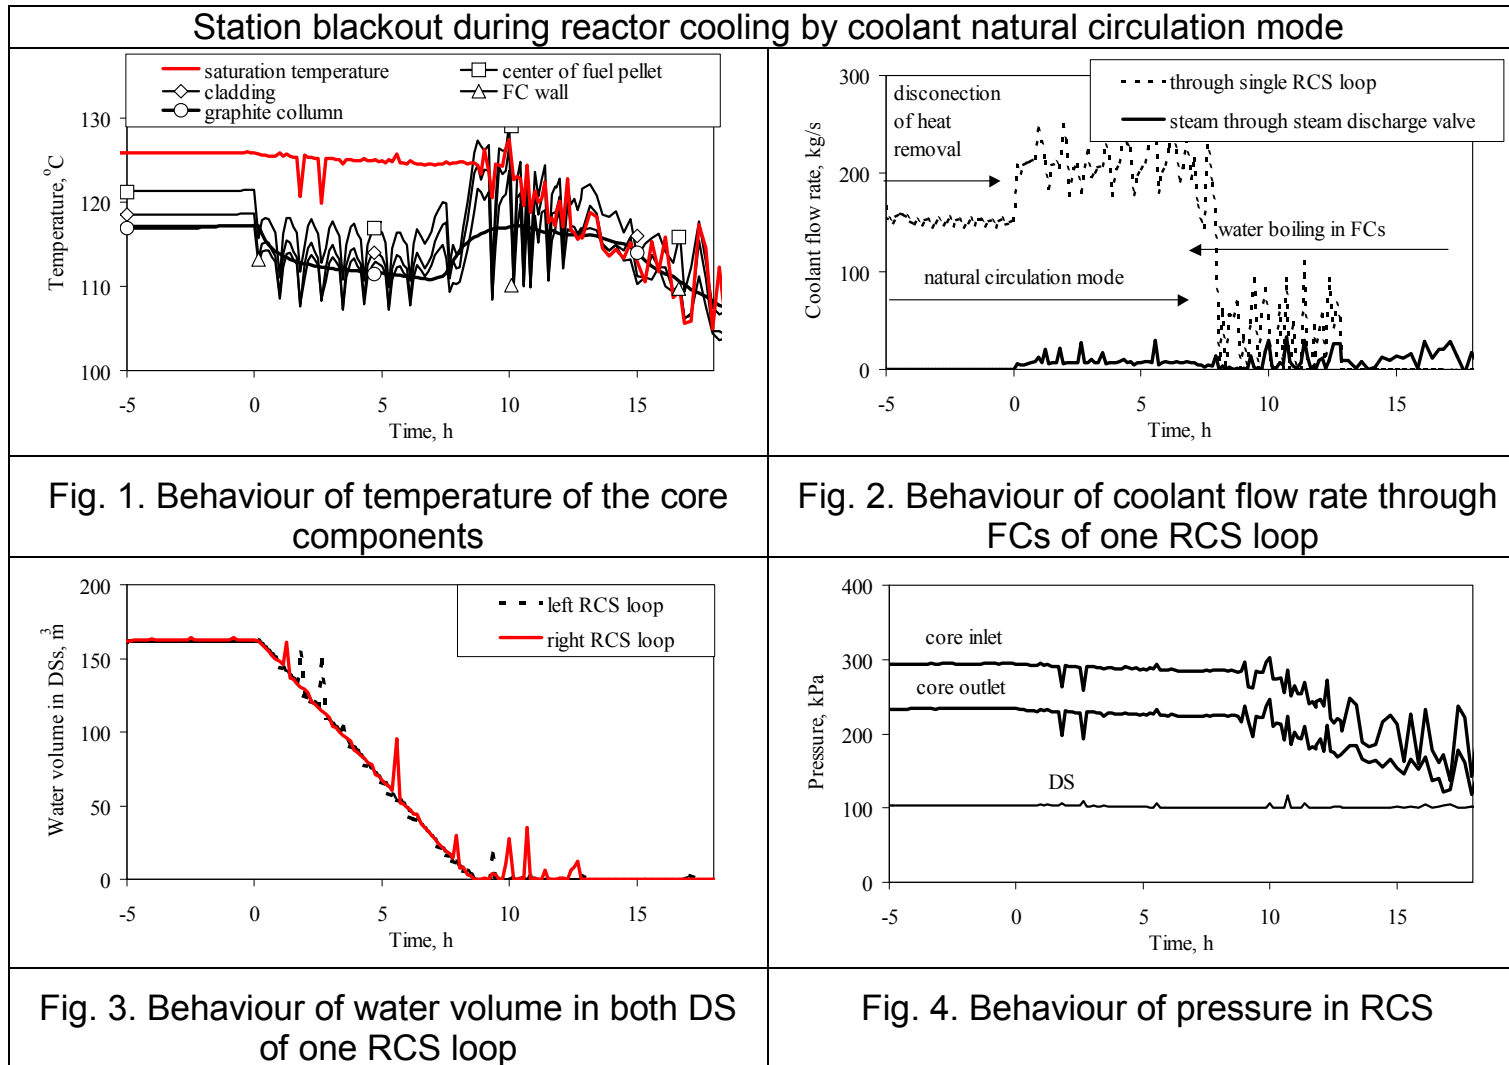 Station blackout during reactor cooling by coolant natural circulation mode
saturation temperature
center of fuel pellet
cladding
FC wall
graphite collumn
130
120
110
100
Temperature, °C
-5 0 5 10 15
Time, h
Fig. 1. Behaviour of temperature of the core
components
through single RCS loop
steam through steam discharge valve
disconection
of heat
removal
water boiling in FCs
natural circulation mode
300
200
100
0
Coolant flow rate, kg/s
-5 0 5 10 15
Time, h
Fig. 2. Behaviour of coolant flow rate through
FCs of one RCS loop
left RCS loop
right RCS loop
200
150
100
50
0
Water volume in DSs, m3
-5 0 5 10 15
Time, h
Fig. 3. Behaviour of water volume in both DS
of one RCS loop
core inlet
core outlet
DS
400
300
200
100
0
Pressure, kPa
-5 0 5 10 15
Time, h
Fig. 4. Behaviour of pressure in RCS